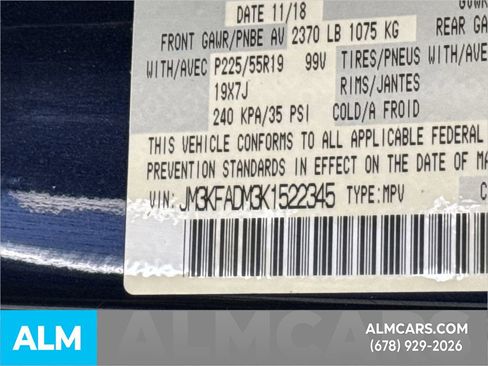 DATE 11/18
GVWR
FRONT GAWR/PNBE AV 2370 LB 1075 KG
REAR GA
WITH/AVEC P225/55R19 99V TIRES/PNEUS WITH/
19X7J RIMS/JANTES
240 KPA/35 PSI COLD/A FROID
THIS VEHICLE CONFORMS TO ALL APPLICABLE FEDERAL
PREVENTION STANDARDS IN EFFECT ON THE DATE OF MA
VIN: JM3KFADM3K1522345 TYPE:MPV
ALMCARS
ALM
ALMCARS.COM
(678) 929-2026